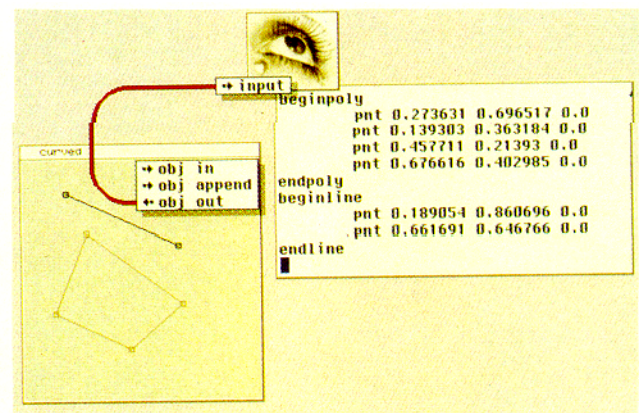 input
beginpoly
pnt 0.273631 0.696517 0.0
pnt 0.139303 0.363184 0.0
pnt 0.457711 0.21393 0.0
pnt 0.676616 0.402985 0.0
endpoly
beginline
pnt 0.189054 0.860696 0.0
pnt 0.661691 0.646766 0.0
endline
curved
obj in
obj append
obj out